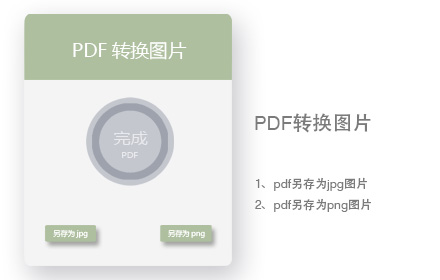 PDF 转换图片
完成
PDF
另存为 jpg
另存为 png
PDF转换图片
1、pdf另存为jpg图片
2、pdf另存为png图片